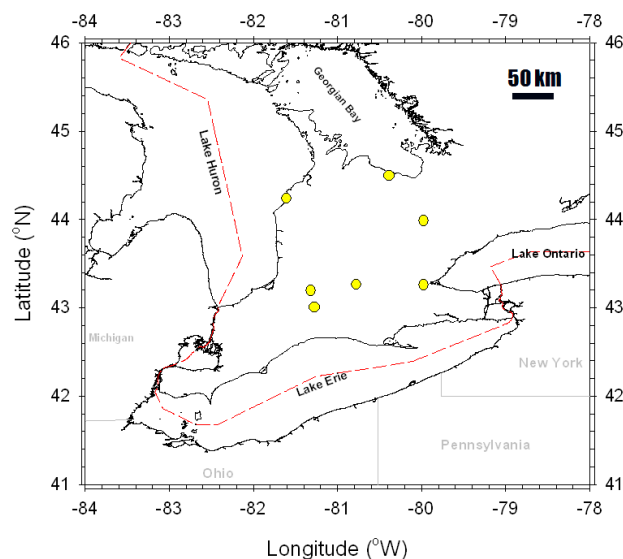 -84 -83 -82 -81 -80 -79 -78
46 46
50 km
Georgian Bay
45 45
Lake Huron
44 44
Lake Ontario
Latitude (°N)
43 43
Michigan
New York
42 42
Lake Erie
Pennsylvania
Ohio
41 41
-84 -83 -82 -81 -80 -79 -78
Longitude (°W)